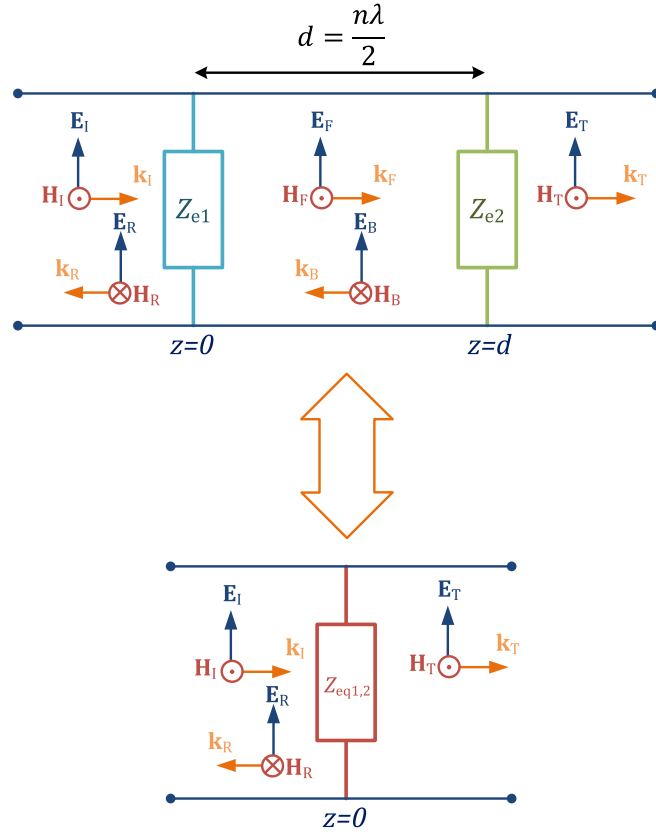 d = nλ/2
E_I E_F E_T
k_I k_F k_T
H_I Z_e1 H_F Z_e2 H_T
E_R E_B
k_R k_B
H_R H_B
z=0 z=d
E_I E_T
k_I k_T
H_I H_T
Z_eq1,2
E_R
k_R
H_R
z=0